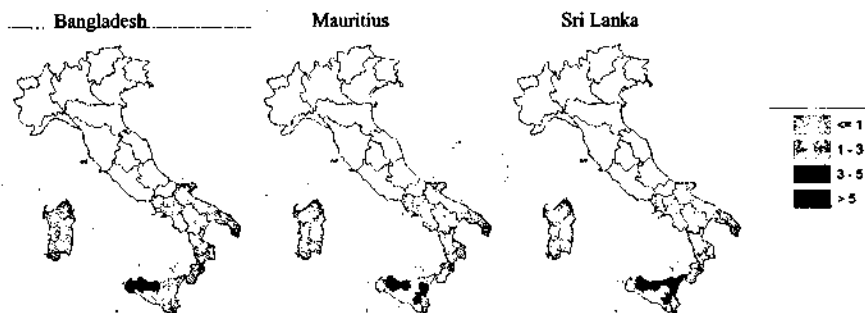 Bangladesh
Mauritius
Sri Lanka
<= 1
1 - 3
3 - 5
> 5